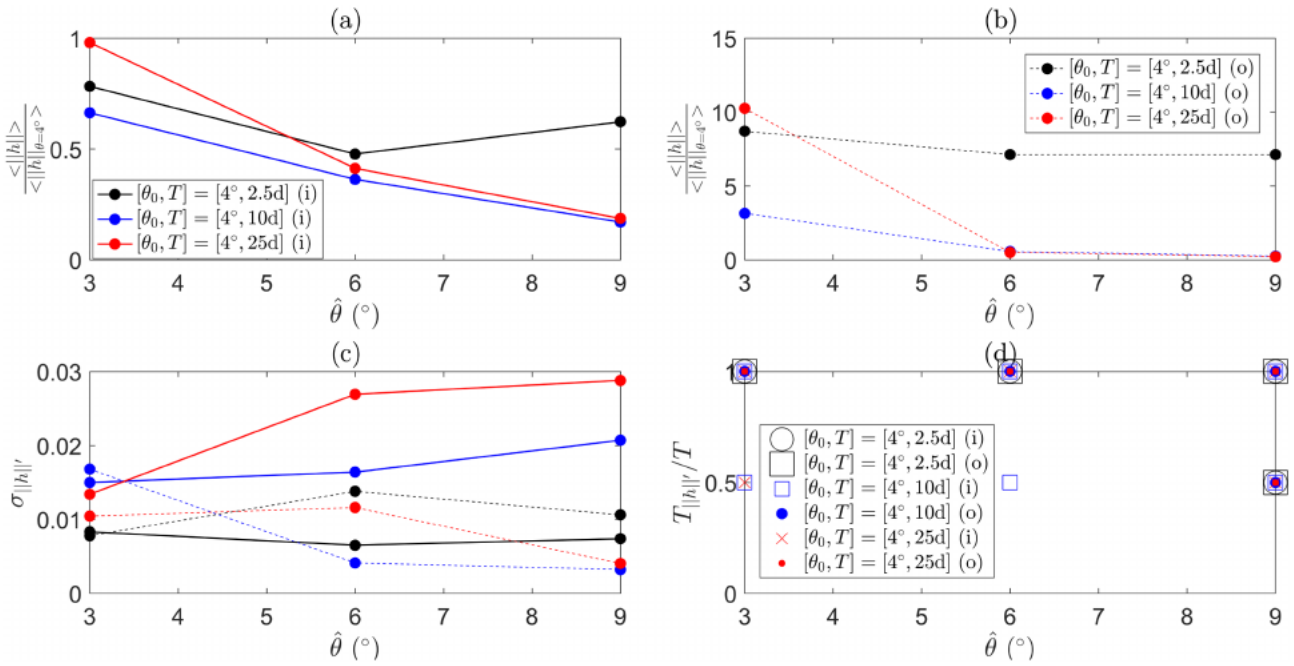 (a)
1
0.5
0
<||h||>
<||h||θ=4°>
[θ0, T] = [4°, 2.5d] (i)
[θ0, T] = [4°, 10d] (i)
[θ0, T] = [4°, 25d] (i)
3 4 5 6 7 8 9
θ̂ (°)
(b)
15
10
5
0
<||h||>
<||h||θ=4°>
[θ0, T] = [4°, 2.5d] (o)
[θ0, T] = [4°, 10d] (o)
[θ0, T] = [4°, 25d] (o)
3 4 5 6 7 8 9
θ̂ (°)
(c)
0.03
0.02
0.01
0
σ||h||′
3 4 5 6 7 8 9
θ̂ (°)
(d)
1
0.5
0
T||h||′/T
[θ0, T] = [4°, 2.5d] (i)
[θ0, T] = [4°, 2.5d] (o)
[θ0, T] = [4°, 10d] (i)
[θ0, T] = [4°, 10d] (o)
[θ0, T] = [4°, 25d] (i)
[θ0, T] = [4°, 25d] (o)
3 4 5 6 7 8 9
θ̂ (°)